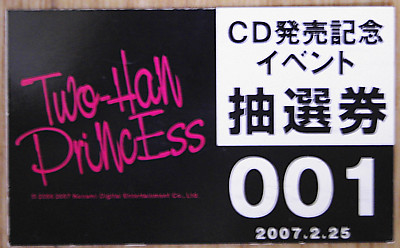 Two-Han
Princess
© 2006 2007 Konami Digital Entertainment Co., Ltd.
CD発売記念
イベント
抽選券
001
2007.2.25